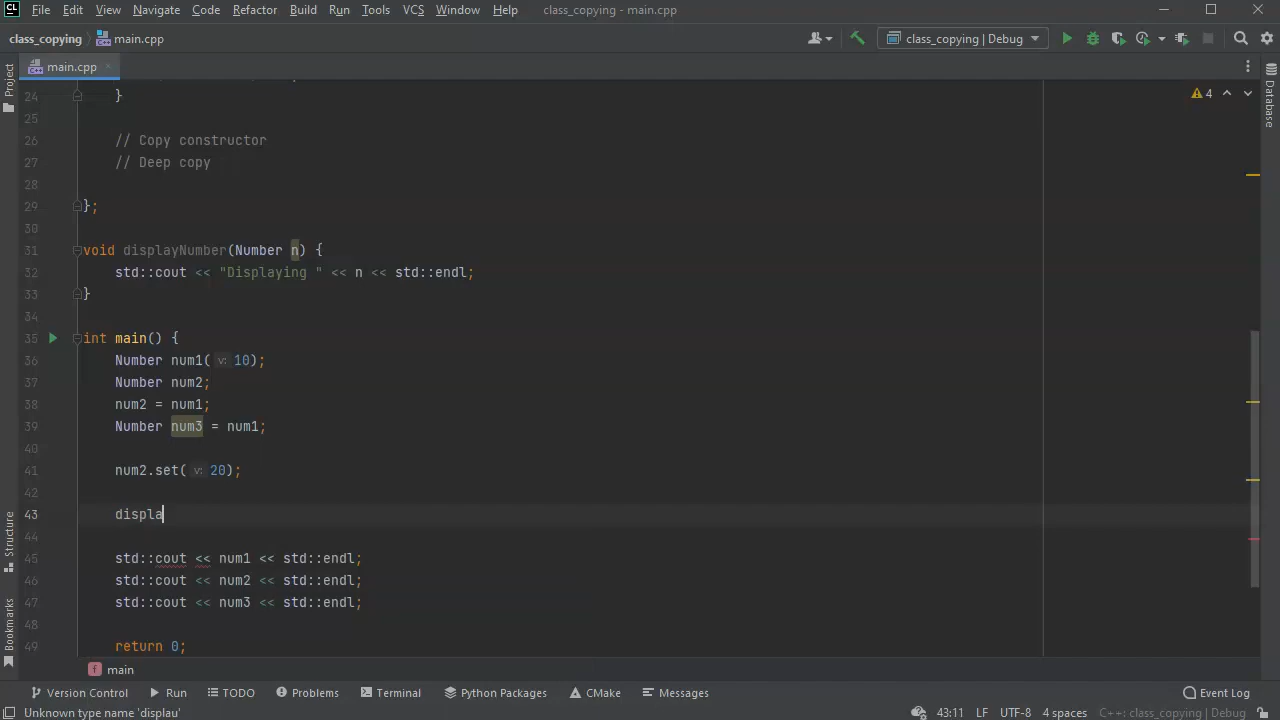 CL File Edit View Navigate Code Refactor Build Run Tools VCS Window Help class_copying - main.cpp
class_copying main.cpp class_copying | Debug
Project main.cpp Database
24 }
4
25
26 // Copy constructor
27 // Deep copy
28
29 };
30
31 void displayNumber(Number n) {
32 std::cout << "Displaying " << n << std::endl;
33 }
34
35 int main() {
36 Number num1( v: 10);
37 Number num2;
38 num2 = num1;
39 Number num3 = num1;
40
41 num2.set( v: 20);
42
43 displa
44
45 std::cout << num1 << std::endl;
46 std::cout << num2 << std::endl;
47 std::cout << num3 << std::endl;
48
49 return 0;
Structure
Bookmarks
f main
Version Control Run TODO Problems Terminal Python Packages CMake Messages Event Log
Unknown type name 'displau' 43:11 LF UTF-8 4 spaces C++: class_copying | Debug